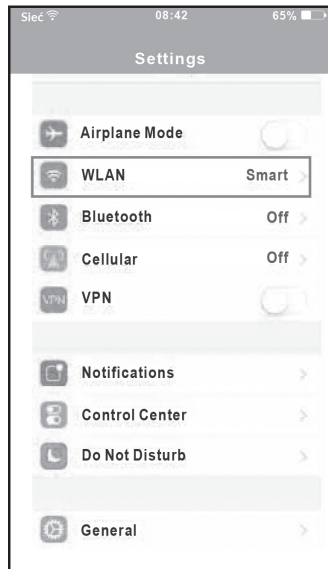 Sieć 08:42 65%
Settings
Airplane Mode
WLAN Smart
Bluetooth Off
Cellular Off
VPN VPN
Notifications
Control Center
Do Not Disturb
General